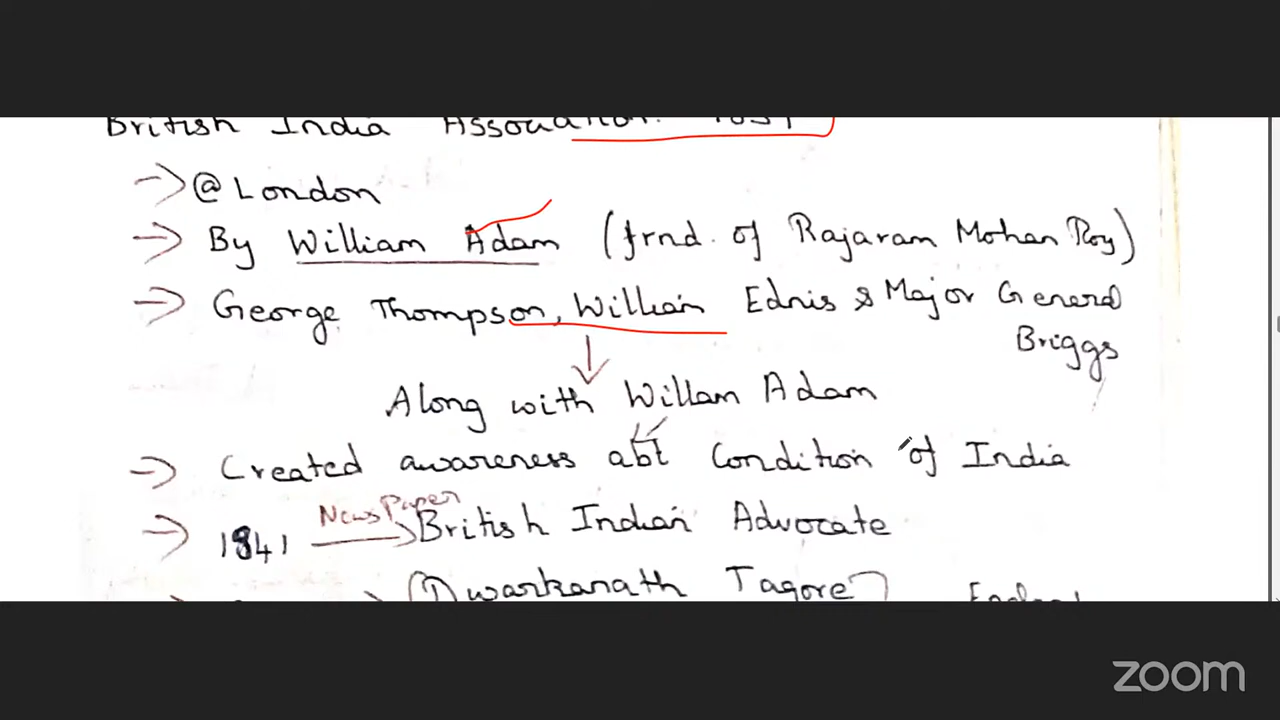 British India Association
→ @ London
→ By William Adam (frnd. of Rajaram Mohan Roy)
→ George Thompson, William Ednis & Major General
Briggs
Along with Willam Adam
→ Created awareness abt Condition of India
→ 1841 NewsPaper → British Indian Advocate
Dwarkanath Tagore
zoom